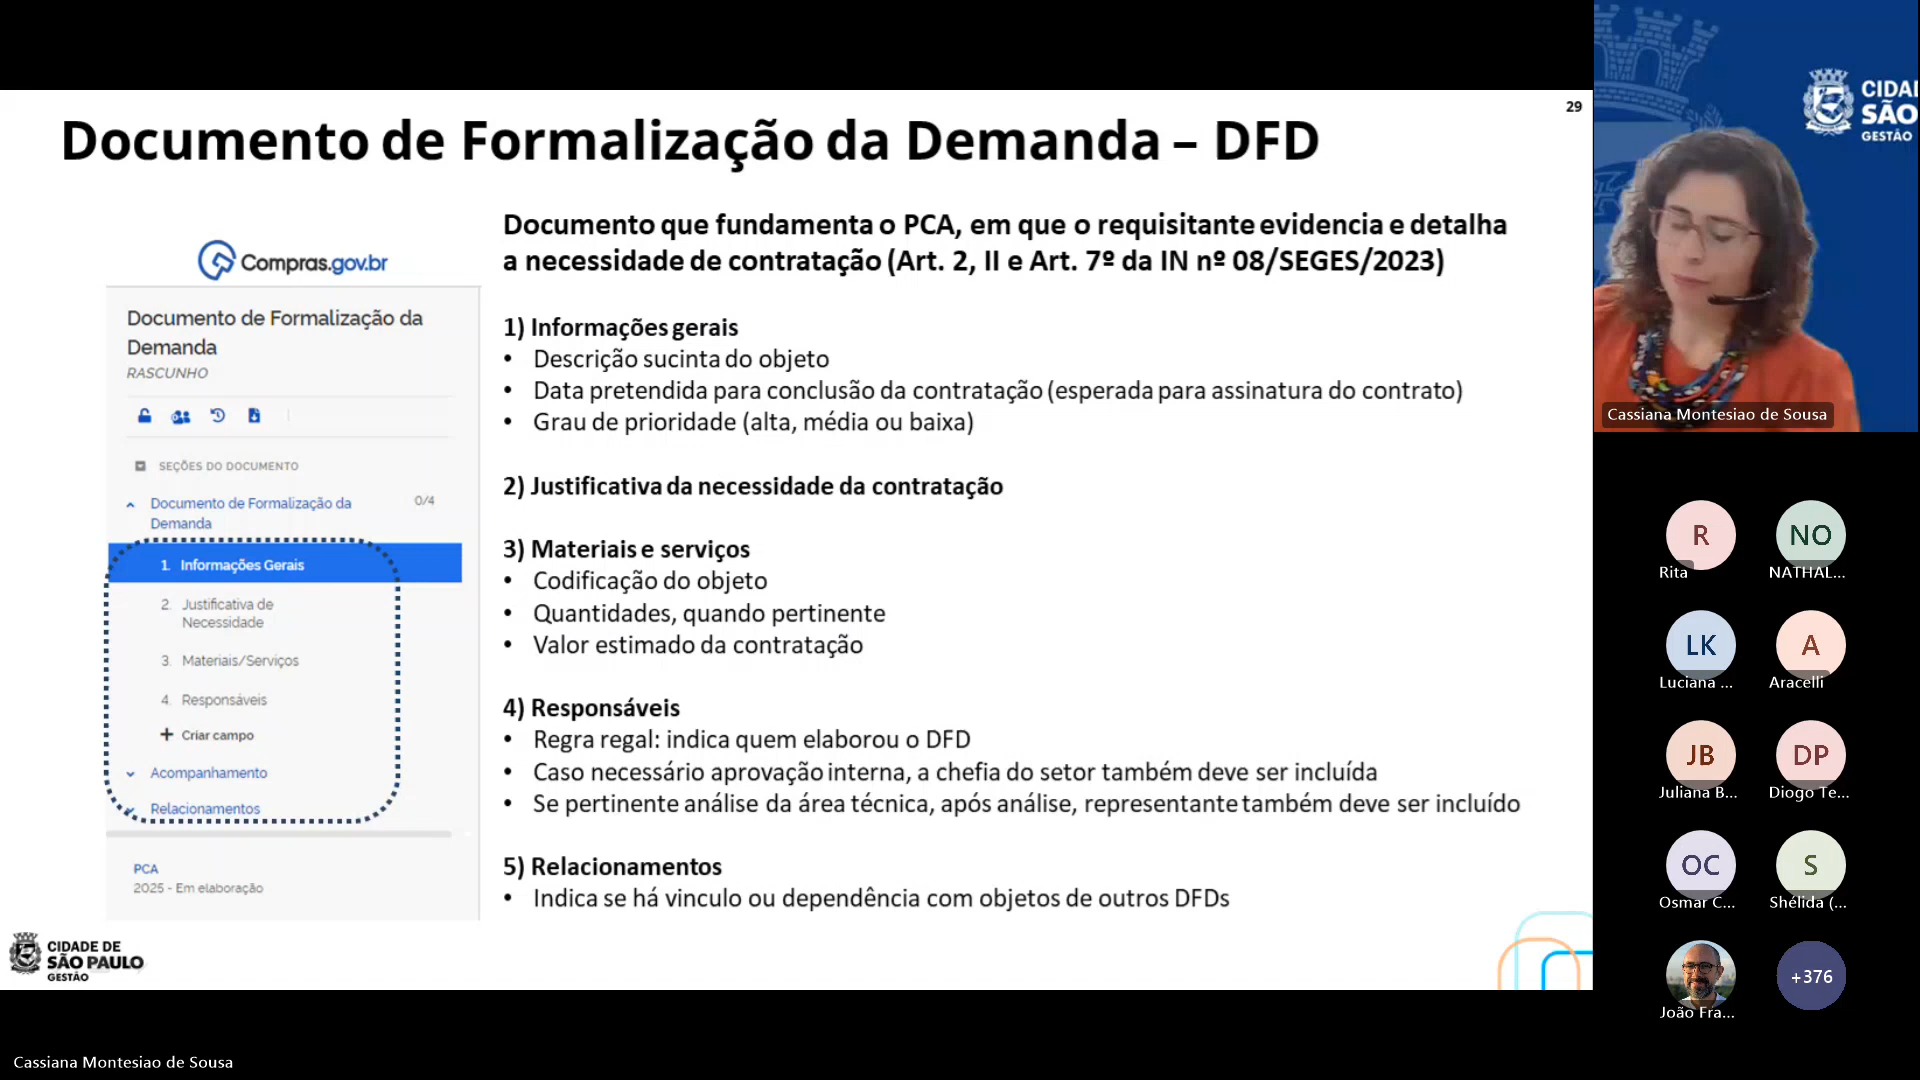 29
Documento de Formalização da Demanda – DFD
Documento que fundamenta o PCA, em que o requisitante evidencia e detalha
a necessidade de contratação (Art. 2, II e Art. 7º da IN nº 08/SEGES/2023)
1) Informações gerais
• Descrição sucinta do objeto
• Data pretendida para conclusão da contratação (esperada para assinatura do contrato)
• Grau de prioridade (alta, média ou baixa)
2) Justificativa da necessidade da contratação
3) Materiais e serviços
• Codificação do objeto
• Quantidades, quando pertinente
• Valor estimado da contratação
4) Responsáveis
• Regra regal: indica quem elaborou o DFD
• Caso necessário aprovação interna, a chefia do setor também deve ser incluída
• Se pertinente análise da área técnica, após análise, representante também deve ser incluído
5) Relacionamentos
• Indica se há vinculo ou dependência com objetos de outros DFDs
Compras.gov.br
Documento de Formalização da
Demanda
RASCUNHO
SEÇÕES DO DOCUMENTO
Documento de Formalização da 0/4
Demanda
1. Informações Gerais
2. Justificativa de
Necessidade
3. Materiais/Serviços
4. Responsáveis
+ Criar campo
Acompanhamento
Relacionamentos
PCA
2025 - Em elaboração
CIDADE DE
SÃO PAULO
GESTÃO
CIDA
SÃO
GESTÃO
Cassiana Montesiao de Sousa
R
Rita
NO
NATHAL...
LK
Luciana ...
A
Aracelli
JB
Juliana B...
DP
Diogo Te...
OC
Osmar C...
S
Shélida (...
João Fra...
+376
Cassiana Montesiao de Sousa